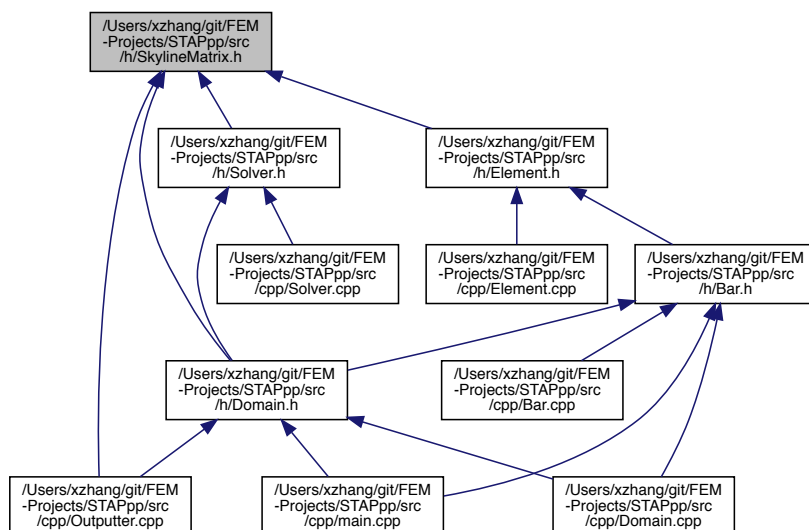 /Users/xzhang/git/FEM
-Projects/STAPpp/src
/h/SkylineMatrix.h
/Users/xzhang/git/FEM
-Projects/STAPpp/src
/h/Solver.h
/Users/xzhang/git/FEM
-Projects/STAPpp/src
/h/Element.h
/Users/xzhang/git/FEM
-Projects/STAPpp/src
/cpp/Solver.cpp
/Users/xzhang/git/FEM
-Projects/STAPpp/src
/cpp/Element.cpp
/Users/xzhang/git/FEM
-Projects/STAPpp/src
/h/Bar.h
/Users/xzhang/git/FEM
-Projects/STAPpp/src
/h/Domain.h
/Users/xzhang/git/FEM
-Projects/STAPpp/src
/cpp/Bar.cpp
/Users/xzhang/git/FEM
-Projects/STAPpp/src
/cpp/Outputter.cpp
/Users/xzhang/git/FEM
-Projects/STAPpp/src
/cpp/main.cpp
/Users/xzhang/git/FEM
-Projects/STAPpp/src
/cpp/Domain.cpp